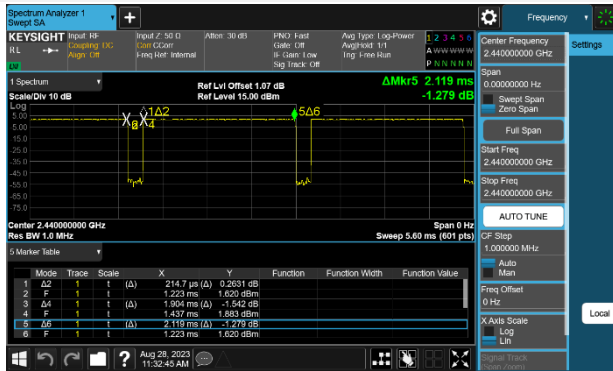 Spectrum Analyzer 1
Swept SA
Frequency
KEYSIGHT
RL
Input: RF
Coupling: DC
Align: Off
Input Z: 50 Ω
Corr CCorr
Freq Ref: Internal
Atten: 30 dB
PNO: Fast
Gate: Off
IF Gain: Low
Sig Track: Off
Avg Type: Log-Power
Avg|Hold: 1/1
Trig: Free Run
1 2 3 4 5 6
A W W W W W
P N N N N N
1 Spectrum
Scale/Div 10 dB
Ref Lvl Offset 1.07 dB
Ref Level 15.00 dBm
ΔMkr5 2.119 ms
-1.279 dB
Log
5.00
-5.00
-15.0
-25.0
-35.0
-45.0
-55.0
-65.0
-75.0
1Δ2
4
5Δ6
Center 2.440000000 GHz
Res BW 1.0 MHz
Span 0 Hz
Sweep 5.60 ms (601 pts)
5 Marker Table
Mode Trace Scale X Y Function Function Width Function Value
1 Δ2 1 t (Δ) 214.7 µs (Δ) 0.2631 dB
2 F 1 t 1.223 ms 1.620 dBm
3 Δ4 1 t (Δ) 1.904 ms (Δ) -1.542 dB
4 F 1 t 1.437 ms 1.883 dBm
5 Δ6 1 t (Δ) 2.119 ms (Δ) -1.279 dB
6 F 1 t 1.223 ms 1.620 dBm
Aug 28, 2023
11:32:45 AM
Center Frequency
2.440000000 GHz
Settings
Span
0.00000000 Hz
Swept Span
Zero Span
Full Span
Start Freq
2.440000000 GHz
Stop Freq
2.440000000 GHz
AUTO TUNE
CF Step
1.000000 MHz
Auto
Man
Freq Offset
0 Hz
X Axis Scale
Log
Lin
Local
Signal Track
(Span Zoom)